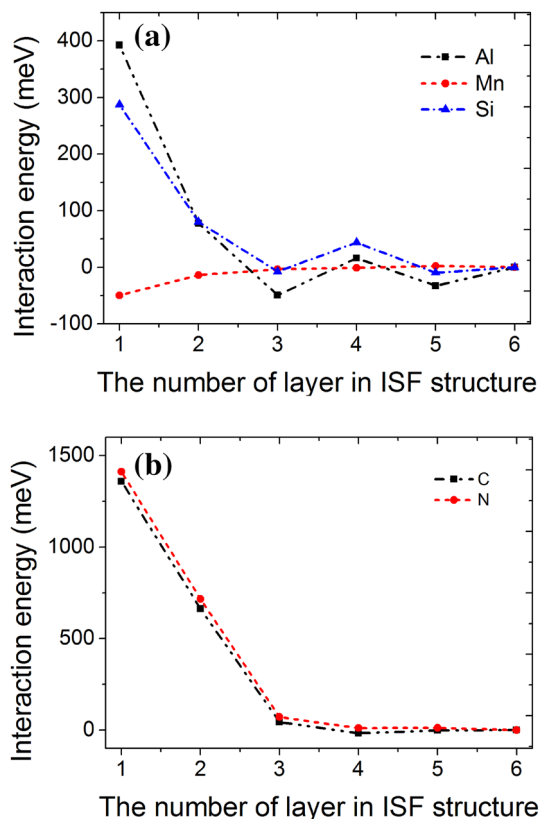 (a)
Al
Mn
Si
Interaction energy (meV)
400
300
200
100
0
-100
1 2 3 4 5 6
The number of layer in ISF structure
(b)
C
N
Interaction energy (meV)
1500
1000
500
0
1 2 3 4 5 6
The number of layer in ISF structure